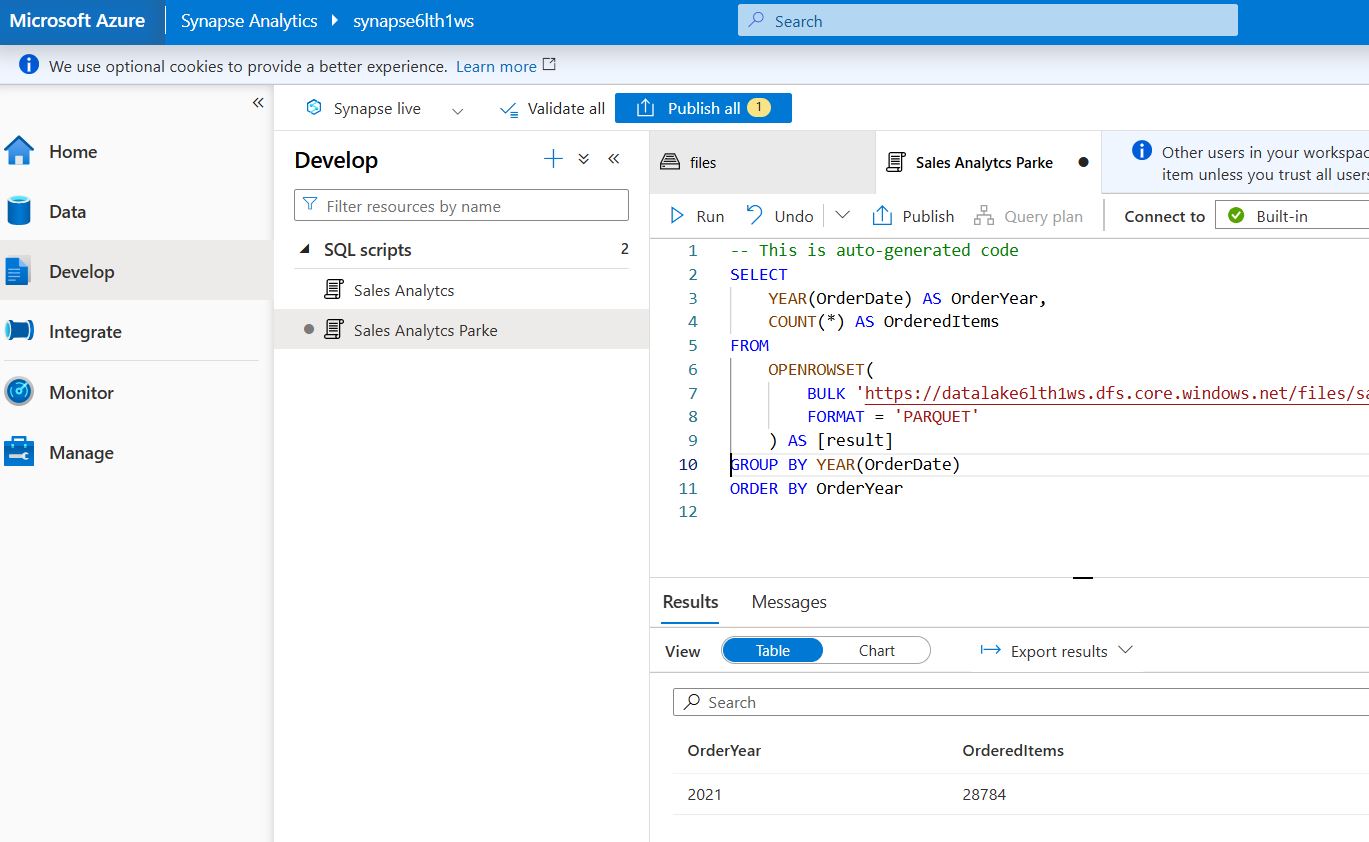 Microsoft Azure Synapse Analytics synapse6lth1ws Search
We use optional cookies to provide a better experience. Learn more
Synapse live Validate all Publish all 1
Home
Data
Develop
Integrate
Monitor
Manage
Develop
Filter resources by name
SQL scripts 2
Sales Analytcs
Sales Analytcs Parke
files
Sales Analytcs Parke
Other users in your workspac
item unless you trust all users
Run Undo Publish Query plan Connect to Built-in
1 -- This is auto-generated code
2 SELECT
3 YEAR(OrderDate) AS OrderYear,
4 COUNT(*) AS OrderedItems
5 FROM
6 OPENROWSET(
7 BULK 'https://datalake6lth1ws.dfs.core.windows.net/files/sa
8 FORMAT = 'PARQUET'
9 ) AS [result]
10 GROUP BY YEAR(OrderDate)
11 ORDER BY OrderYear
12
Results Messages
View Table Chart Export results
Search
OrderYear OrderedItems
2021 28784